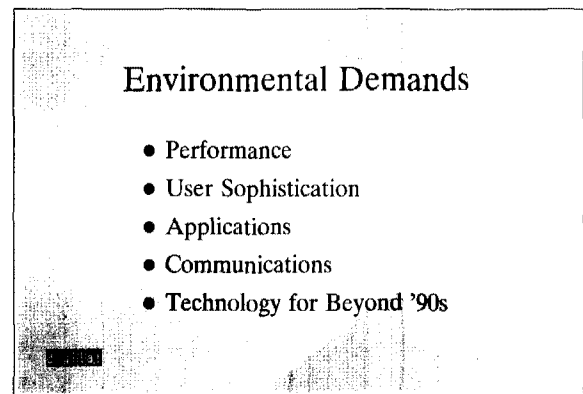 Environmental Demands
● Performance
● User Sophistication
● Applications
● Communications
● Technology for Beyond '90s